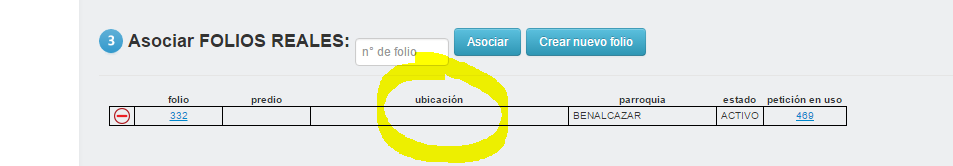 3 Asociar FOLIOS REALES: n° de folio Asociar Crear nuevo folio
folio predio ubicación parroquia estado petición en uso
332 BENALCAZAR ACTIVO 469